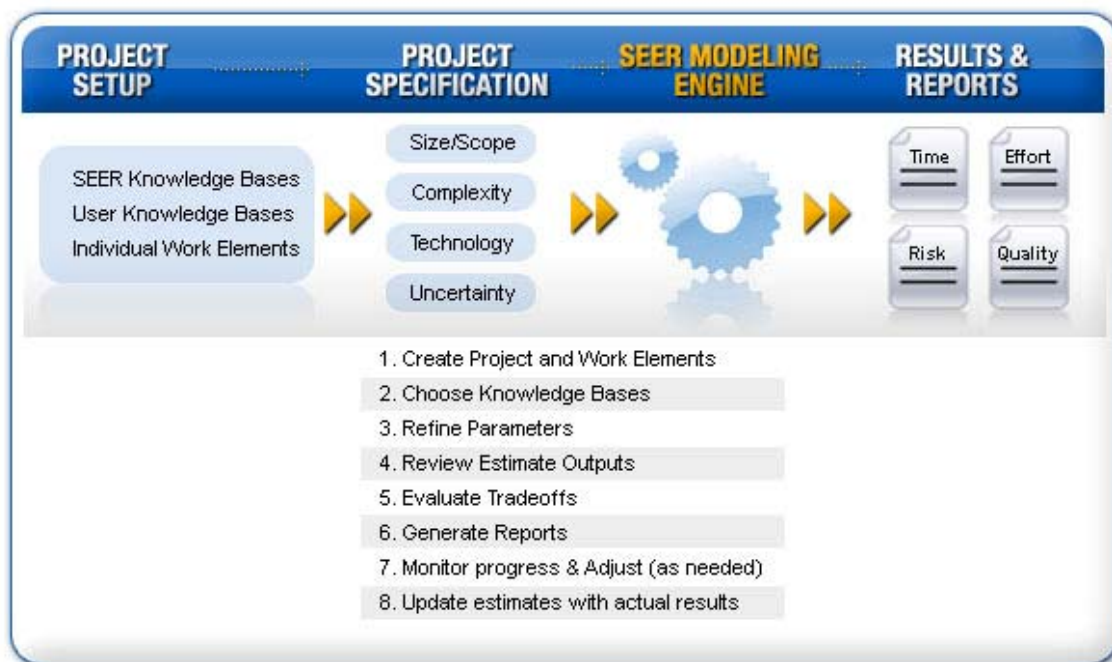 PROJECT
SETUP
PROJECT
SPECIFICATION
SEER MODELING
ENGINE
RESULTS &
REPORTS
SEER Knowledge Bases
User Knowledge Bases
Individual Work Elements
Size/Scope
Complexity
Technology
Uncertainty
Time
Effort
Risk
Quality
1. Create Project and Work Elements
2. Choose Knowledge Bases
3. Refine Parameters
4. Review Estimate Outputs
5. Evaluate Tradeoffs
6. Generate Reports
7. Monitor progress & Adjust (as needed)
8. Update estimates with actual results